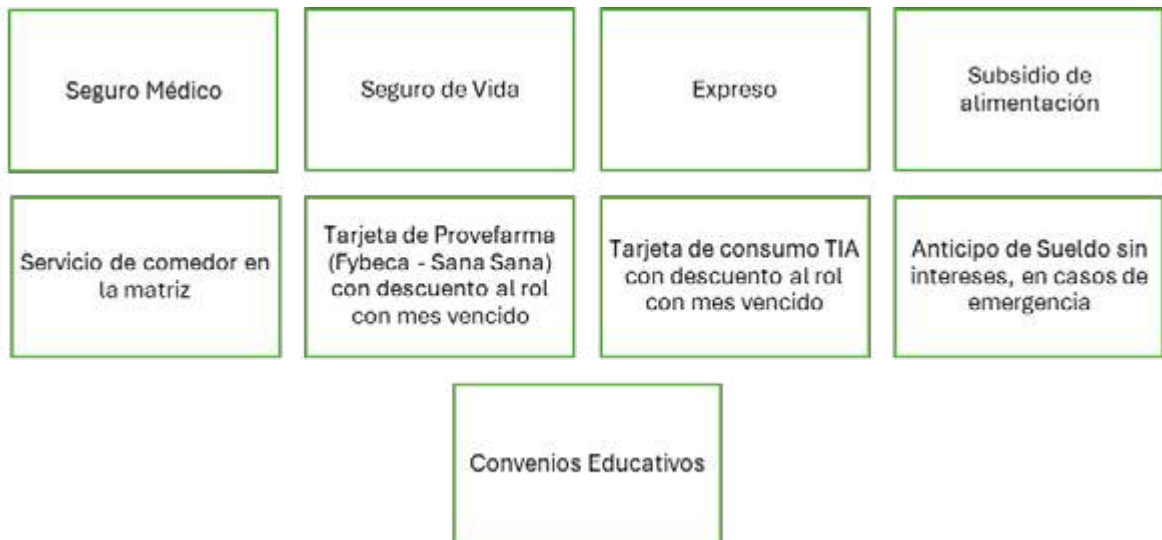 Seguro Médico
Seguro de Vida
Expreso
Subsidio de
alimentación
Servicio de comedor en
la matriz
Tarjeta de Provefarma
(Fybeca - Sana Sana)
con descuento al rol
con mes vencido
Tarjeta de consumo TIA
con descuento al rol
con mes vencido
Anticipo de Sueldo sin
intereses, en casos de
emergencia
Convenios Educativos